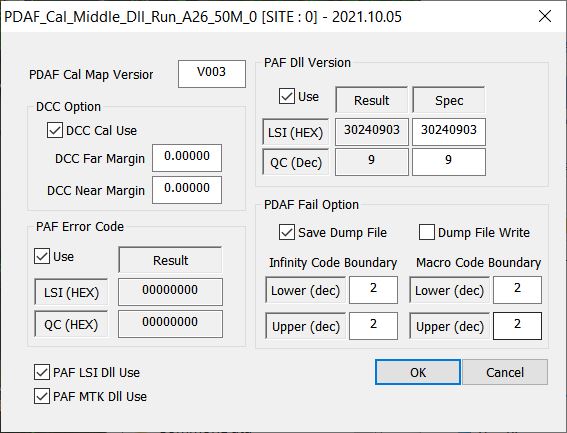 PDAF_Cal_Middle_Dll_Run_A26_50M_0 [SITE : 0] - 2021.10.05
PDAF Cal Map Version V003
DCC Option
DCC Cal Use
DCC Far Margin 0.00000
DCC Near Margin 0.00000
PAF Error Code
Use Result
LSI (HEX) 00000000
QC (HEX) 00000000
PAF LSI Dll Use
PAF MTK Dll Use
PAF Dll Version
Use Result Spec
LSI (HEX) 30240903 30240903
QC (Dec) 9 9
PDAF Fail Option
Save Dump File Dump File Write
Infinity Code Boundary Macro Code Boundary
Lower (dec) 2 Lower (dec) 2
Upper (dec) 2 Upper (dec) 2
OK Cancel